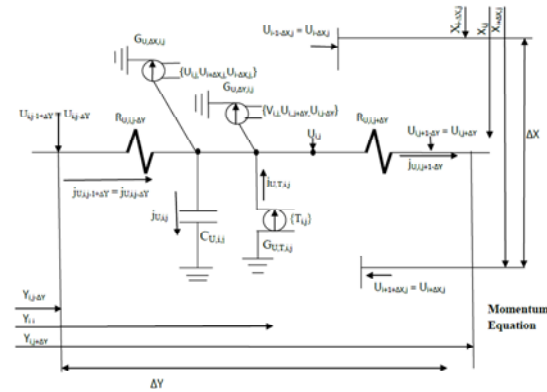 G_{U,ΔX,i,j}
{U_{i,j},U_{i+ΔX,j},U_{i-ΔX,j}}
G_{U,ΔY,i,j}
{V_{i,j},U_{i,j+ΔY},U_{i,j-ΔY}}
U_{i-1-ΔX,j} = U_{i-ΔX,j}
X_{i-ΔX,j}
X_{i,j}
X_{i+ΔX,j}
U_{i,j-1+ΔY} = U_{i,j-ΔY}
R_{U,i,j-ΔY}
U_{i,j}
R_{U,i,j+ΔY}
U_{i,j+1-ΔY} = U_{i,j+ΔY}
ΔX
j_{U,i,j-1+ΔY} = j_{U,i,j-ΔY}
j_{U,T,i,j}
j_{U,i,j+1-ΔY}
j_{U,i,j}
C_{U,i,j}
{T_{i,j}}
G_{U,T,i,j}
U_{i+1+ΔX,j} = U_{i+ΔX,j}
Y_{i,j-ΔY}
Y_{i,j}
Y_{i,j+ΔY}
Momentum
Equation
ΔY